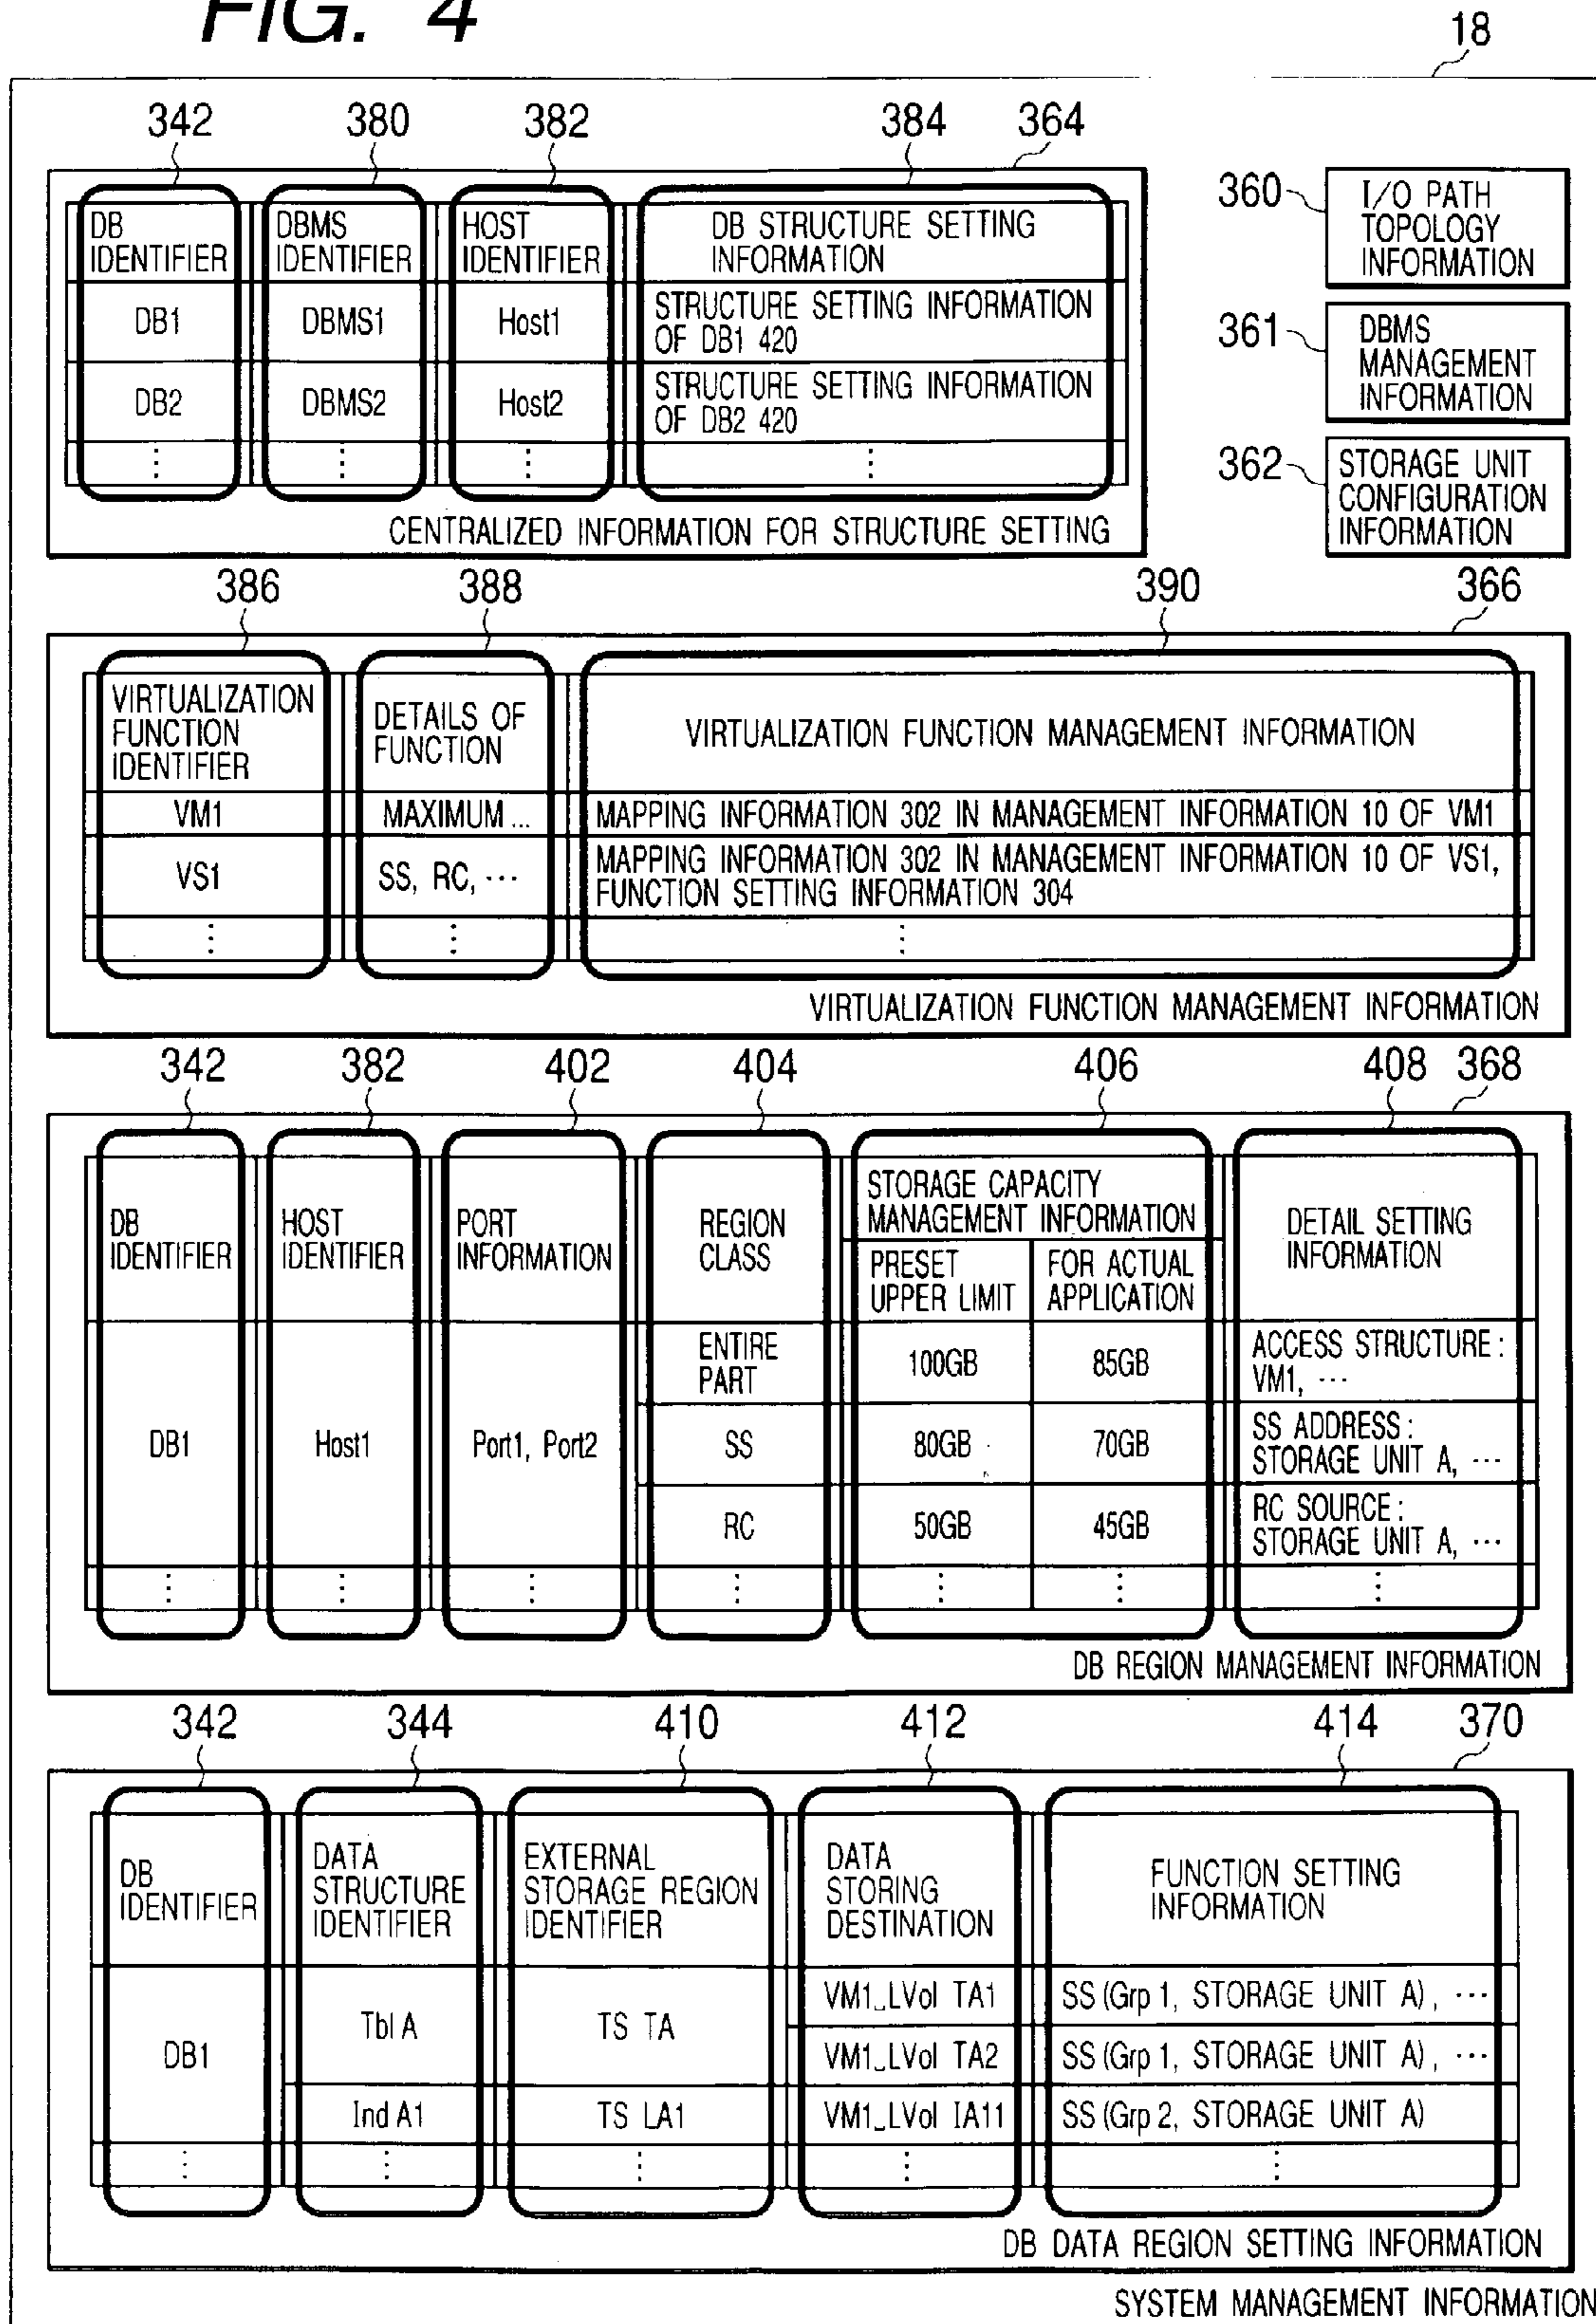 FIG. 4
18
342 380 382 384 364
DB IDENTIFIER
DBMS IDENTIFIER
HOST IDENTIFIER
DB STRUCTURE SETTING INFORMATION
DB1 DBMS1 Host1 STRUCTURE SETTING INFORMATION OF DB1 420
DB2 DBMS2 Host2 STRUCTURE SETTING INFORMATION OF DB2 420
⋮ ⋮ ⋮ ⋮
CENTRALIZED INFORMATION FOR STRUCTURE SETTING
360 I/O PATH TOPOLOGY INFORMATION
361 DBMS MANAGEMENT INFORMATION
362 STORAGE UNIT CONFIGURATION INFORMATION
386 388 390 366
VIRTUALIZATION FUNCTION IDENTIFIER
DETAILS OF FUNCTION
VIRTUALIZATION FUNCTION MANAGEMENT INFORMATION
VM1 MAXIMUM ... MAPPING INFORMATION 302 IN MANAGEMENT INFORMATION 10 OF VM1
VS1 SS, RC, ⋯ MAPPING INFORMATION 302 IN MANAGEMENT INFORMATION 10 OF VS1,
FUNCTION SETTING INFORMATION 304
⋮ ⋮ ⋮
VIRTUALIZATION FUNCTION MANAGEMENT INFORMATION
342 382 402 404 406 408 368
DB IDENTIFIER
HOST IDENTIFIER
PORT INFORMATION
REGION CLASS
STORAGE CAPACITY MANAGEMENT INFORMATION
PRESET UPPER LIMIT
FOR ACTUAL APPLICATION
DETAIL SETTING INFORMATION
DB1 Host1 Port1, Port2
ENTIRE PART 100GB 85GB ACCESS STRUCTURE : VM1, ⋯
SS 80GB 70GB SS ADDRESS : STORAGE UNIT A, ⋯
RC 50GB 45GB RC SOURCE : STORAGE UNIT A, ⋯
⋮ ⋮ ⋮ ⋮ ⋮ ⋮ ⋮
DB REGION MANAGEMENT INFORMATION
342 344 410 412 414 370
DB IDENTIFIER
DATA STRUCTURE IDENTIFIER
EXTERNAL STORAGE REGION IDENTIFIER
DATA STORING DESTINATION
FUNCTION SETTING INFORMATION
DB1 Tbl A TS TA VM1_LVol TA1 SS (Grp 1, STORAGE UNIT A), ⋯
VM1_LVol TA2 SS (Grp 1, STORAGE UNIT A), ⋯
Ind A1 TS LA1 VM1_LVol IA11 SS (Grp 2, STORAGE UNIT A)
⋮ ⋮ ⋮ ⋮ ⋮
DB DATA REGION SETTING INFORMATION
SYSTEM MANAGEMENT INFORMATION